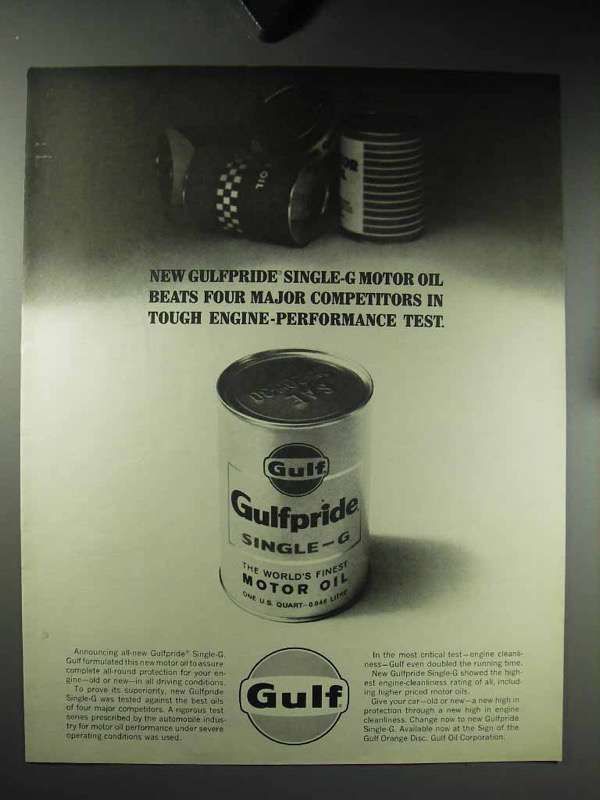 OIL
OR
NEW GULFPRIDE® SINGLE-G MOTOR OIL
BEATS FOUR MAJOR COMPETITORS IN
TOUGH ENGINE-PERFORMANCE TEST.
SAE
Gulf
Gulfpride
SINGLE-G
THE WORLD'S FINEST
MOTOR OIL
ONE U.S. QUART-0.946 LITRE
Announcing all-new Gulfpride® Single-G.
Gulf formulated this new motor oil to assure
complete all-round protection for your en-
gine—old or new—in all driving conditions.
To prove its superiority, new Gulfpride
Single-G was tested against the best oils
of four major competitors. A rigorous test
series prescribed by the automobile indus-
try for motor oil performance under severe
operating conditions was used.
Gulf
In the most critical test—engine cleanli-
ness—Gulf even doubled the running time.
New Gulfpride Single-G showed the high-
est engine-cleanliness rating of all, includ-
ing higher priced motor oils.
Give your car—old or new—a new high in
protection through a new high in engine
cleanliness. Change now to new Gulfpride
Single-G. Available now at the Sign of the
Gulf Orange Disc. Gulf Oil Corporation.